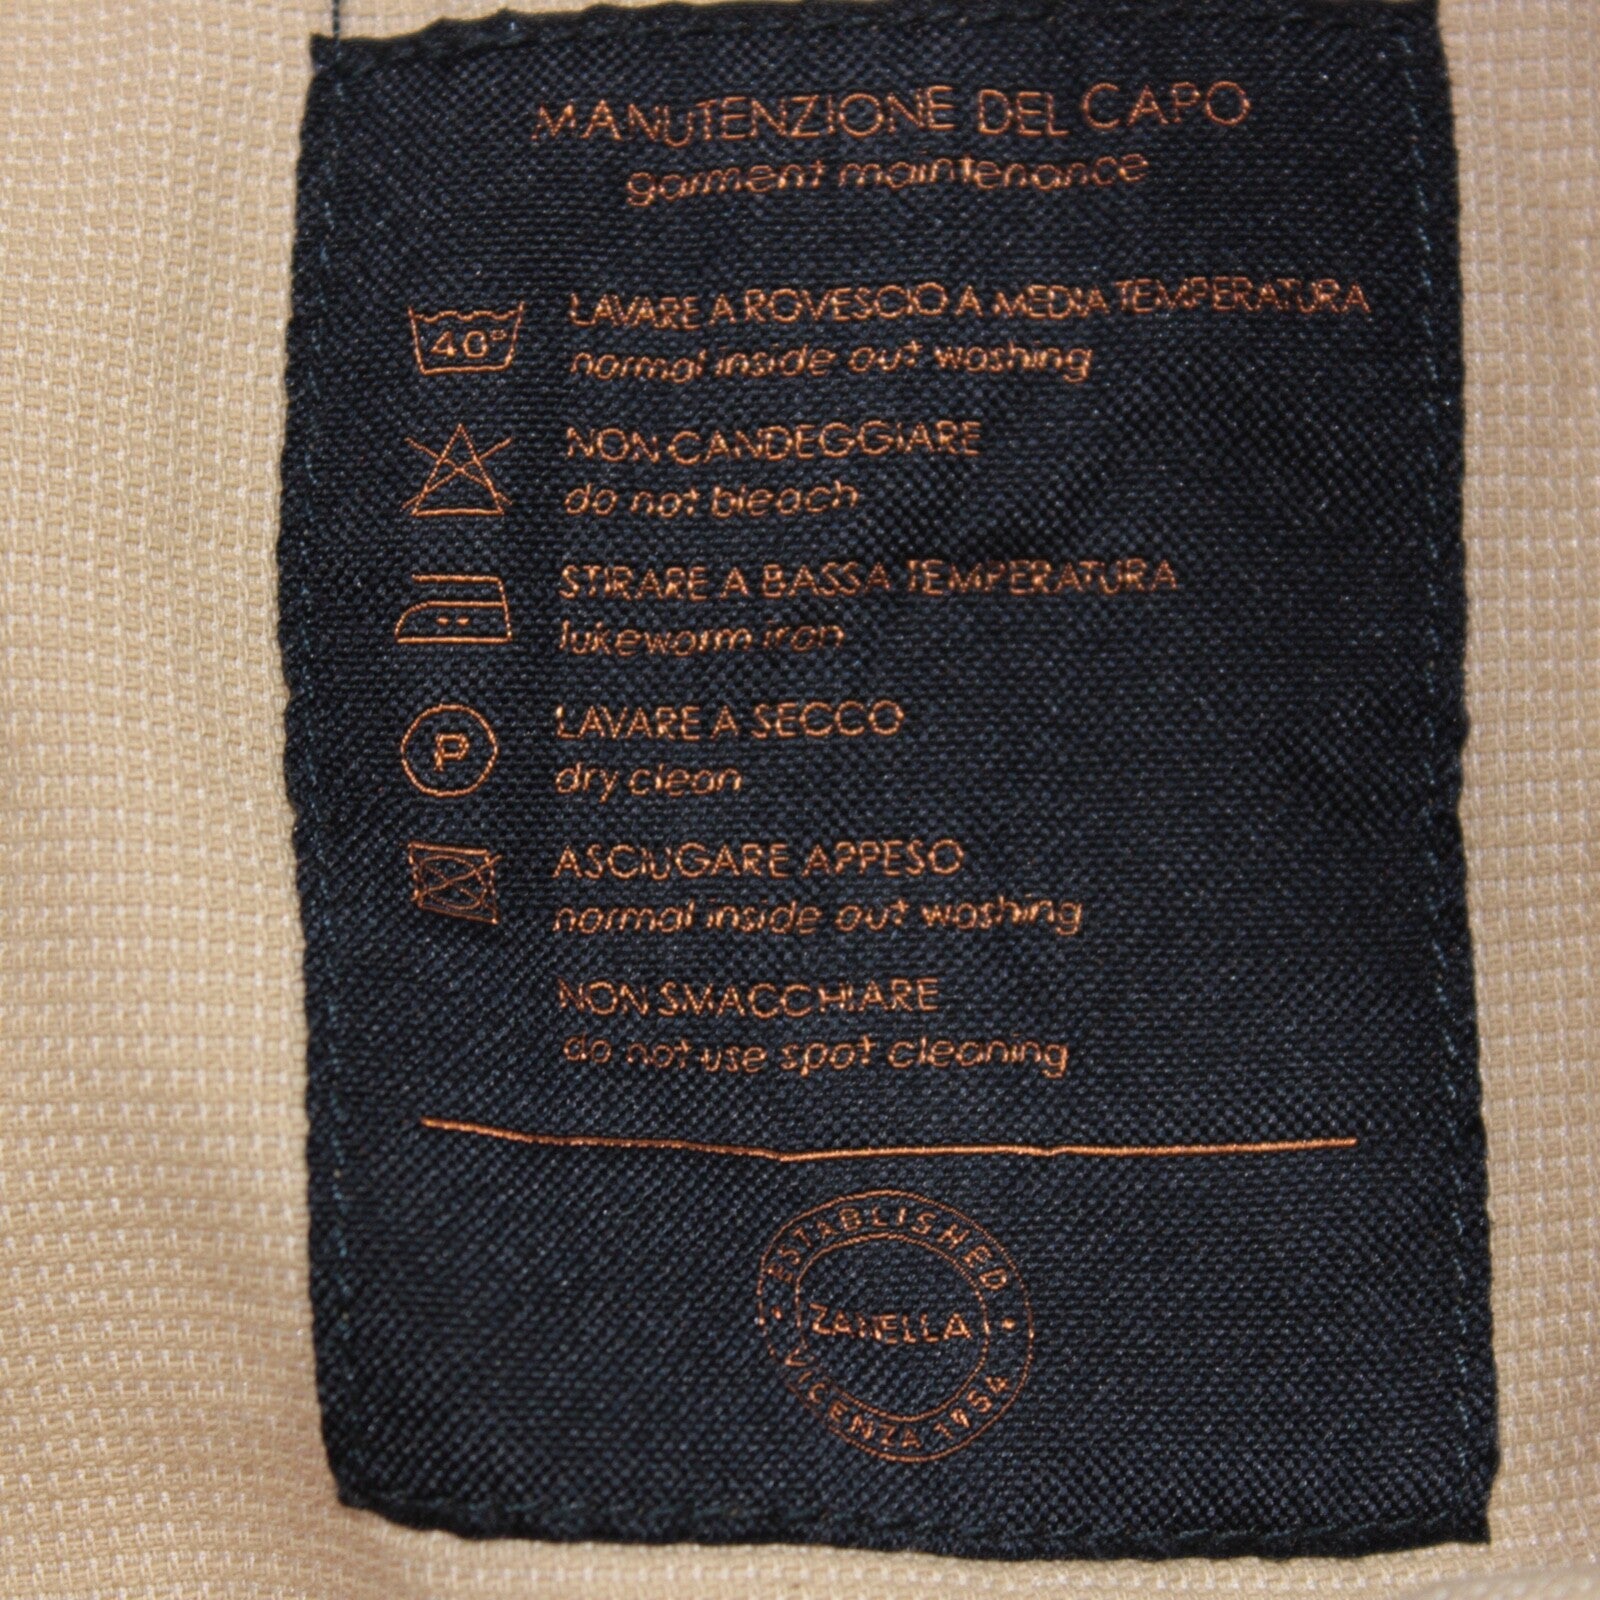 MANUTENZIONE DEL CAPO
garment maintenance
40° LAVARE A ROVESCIO A MEDIA TEMPERATURA
normal inside out washing
NON CANDEGGIARE
do not bleach
STIRARE A BASSA TEMPERATURA
lukewarm iron
P LAVARE A SECCO
dry clean
ASCIUGARE APPESO
normal inside out washing
NON SMACCHIARE
do not use spot cleaning
ESTABLISHED
ZANELLA
VICENZA 1954